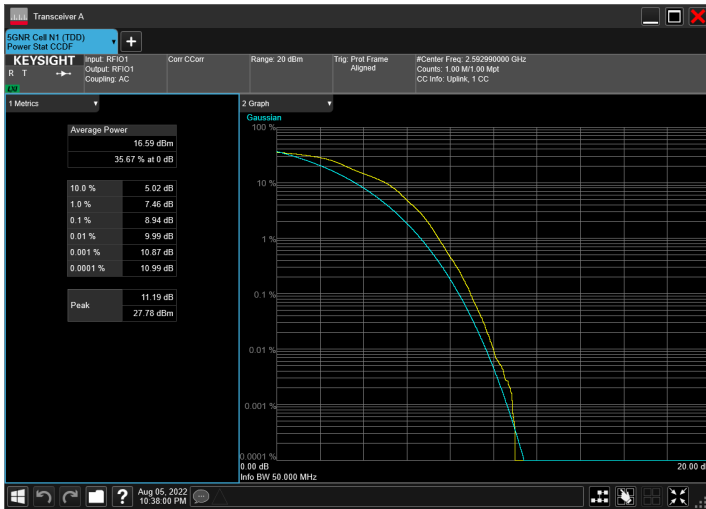 Transceiver A
5GNR Cell N1 (TDD)
Power Stat CCDF
+
KEYSIGHT
R T
Input: RFIO1
Output: RFIO1
Coupling: AC
Corr CCorr
Range: 20 dBm
Trig: Prot Frame
Aligned
#Center Freq: 2.592990000 GHz
Counts: 1.00 M/1.00 Mpt
CC Info: Uplink, 1 CC
1 Metrics
Average Power
16.59 dBm
35.67 % at 0 dB
10.0 % 5.02 dB
1.0 % 7.46 dB
0.1 % 8.94 dB
0.01 % 9.99 dB
0.001 % 10.87 dB
0.0001 % 10.99 dB
Peak
11.19 dB
27.78 dBm
2 Graph
Gaussian
100 %
10 %
1 %
0.1 %
0.01 %
0.001 %
0.0001 %
0.00 dB
20.00 d
Info BW 50.000 MHz
?
Aug 05, 2022
10:38:00 PM